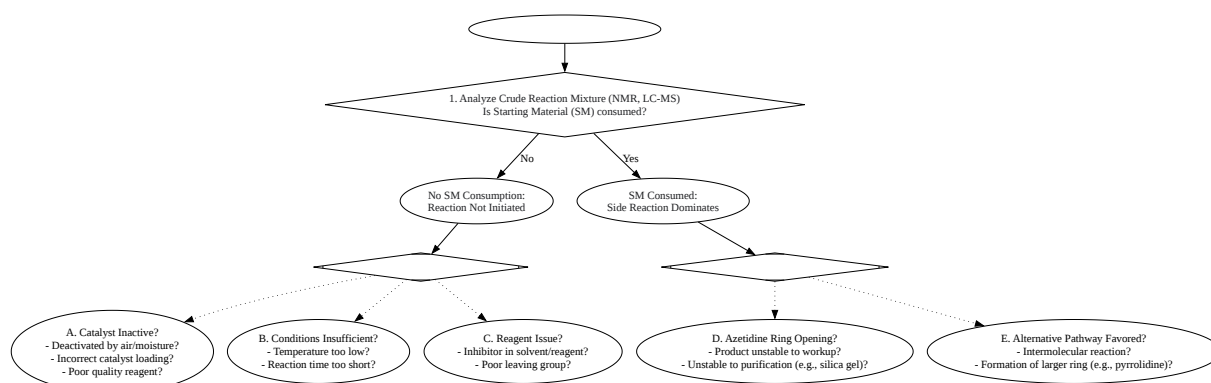 1. Analyze Crude Reaction Mixture (NMR, LC-MS)
Is Starting Material (SM) consumed?
No
Yes
No SM Consumption:
Reaction Not Initiated
SM Consumed:
Side Reaction Dominates
A. Catalyst Inactive?
- Deactivated by air/moisture?
- Incorrect catalyst loading?
- Poor quality reagent?
B. Conditions Insufficient?
- Temperature too low?
- Reaction time too short?
C. Reagent Issue?
- Inhibitor in solvent/reagent?
- Poor leaving group?
D. Azetidine Ring Opening?
- Product unstable to workup?
- Unstable to purification (e.g., silica gel)?
E. Alternative Pathway Favored?
- Intermolecular reaction?
- Formation of larger ring (e.g., pyrrolidine)?